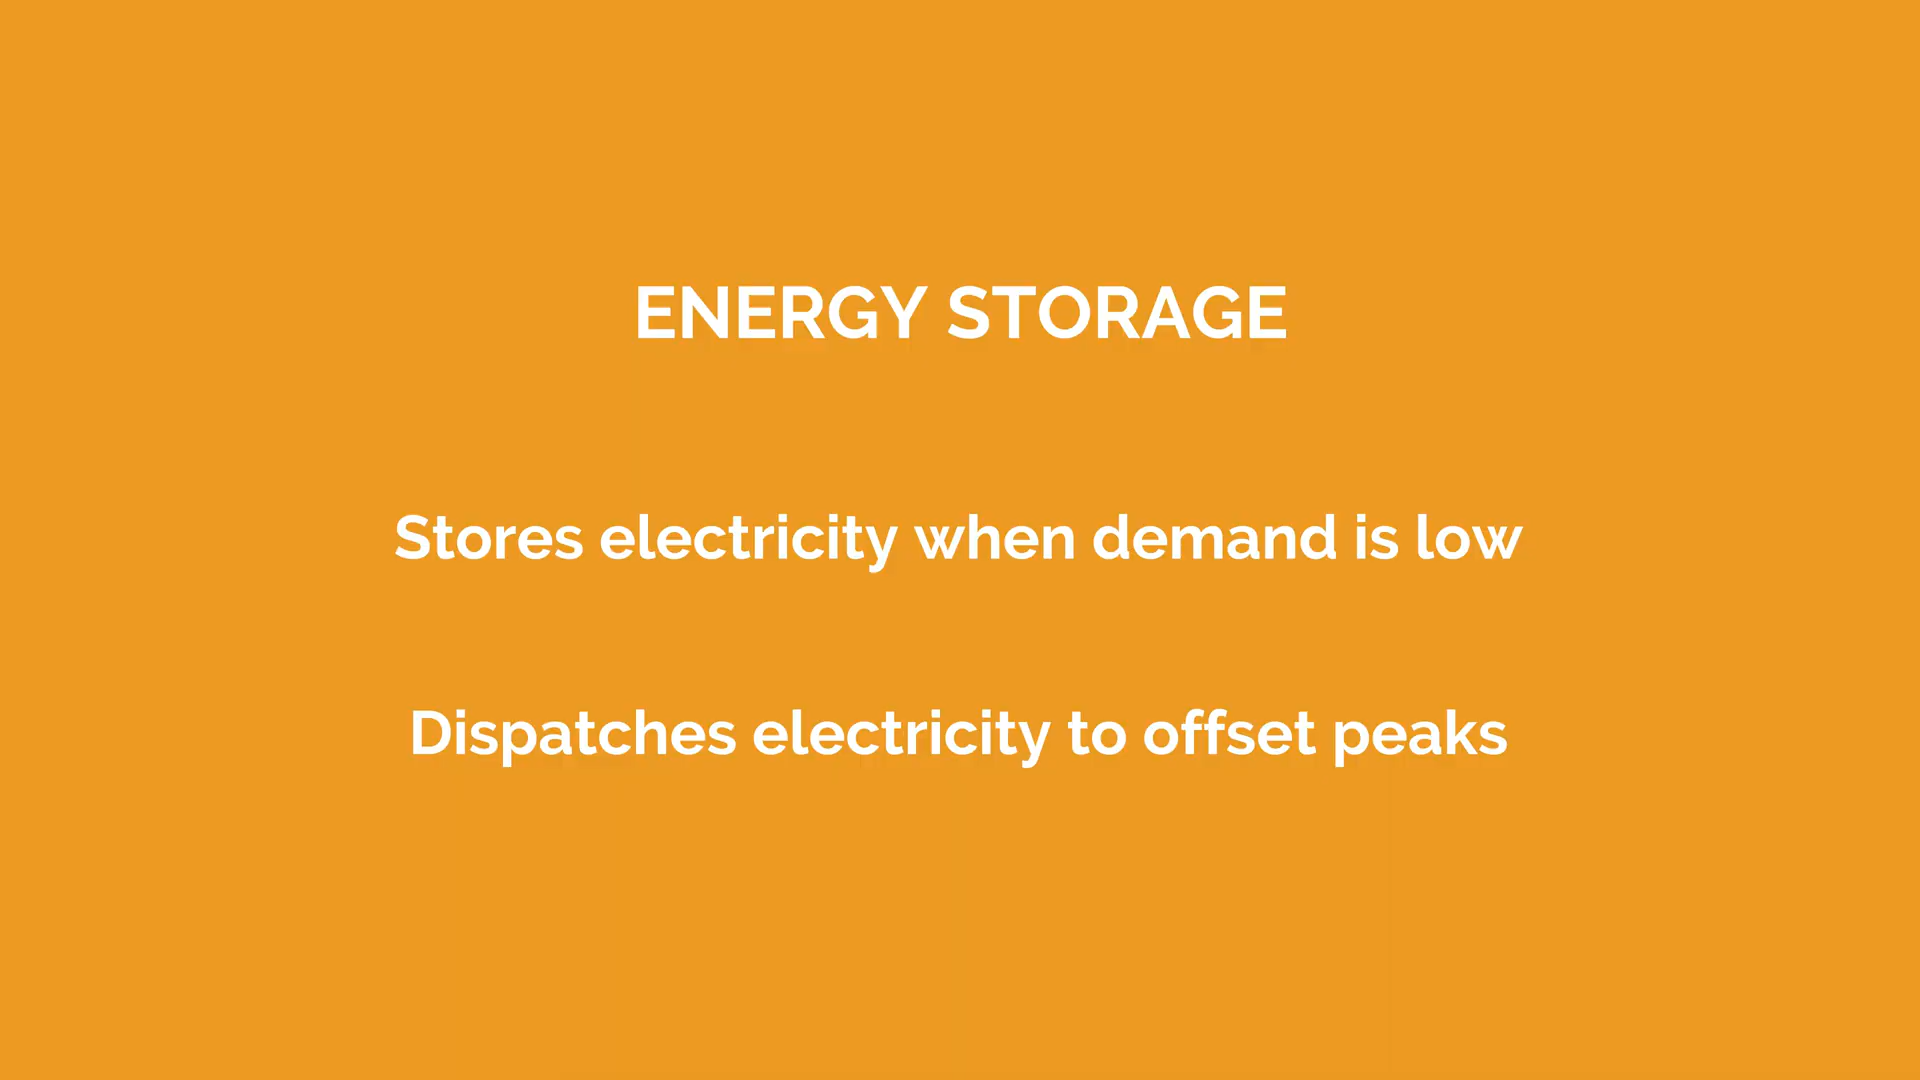 ENERGY STORAGE
Stores electricity when demand is low
Dispatches electricity to offset peaks